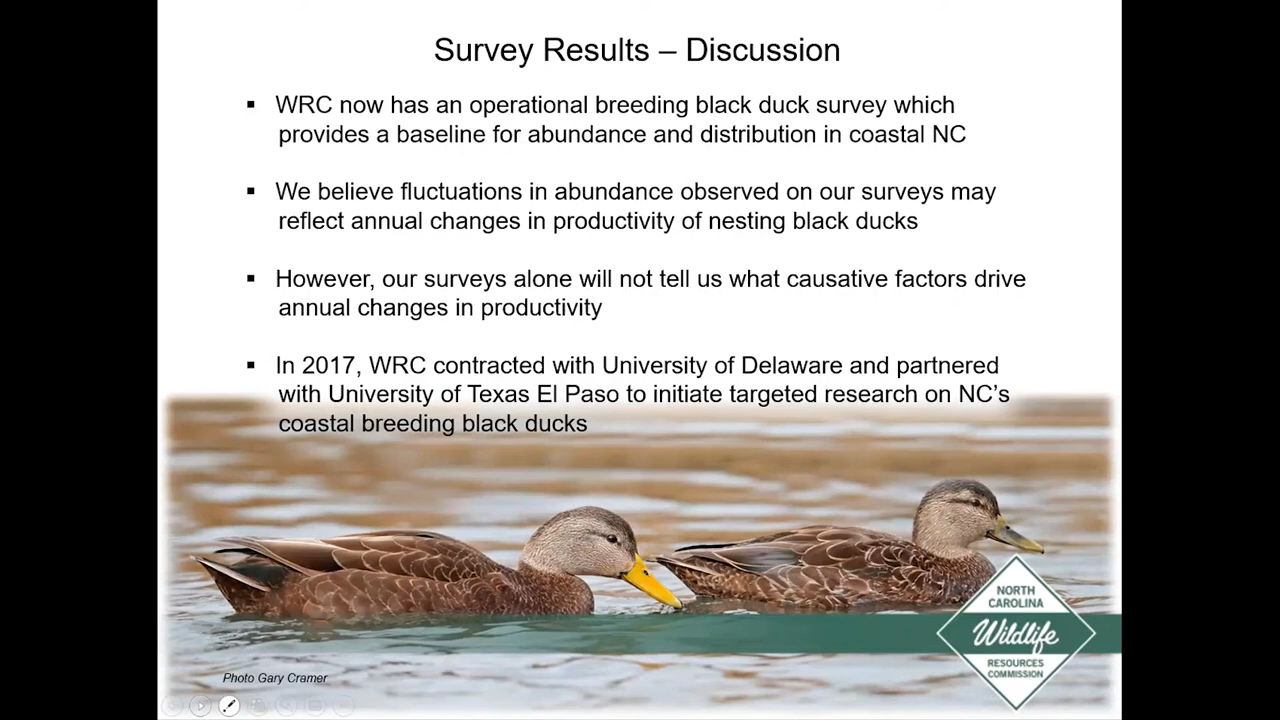 Survey Results – Discussion
▪ WRC now has an operational breeding black duck survey which
provides a baseline for abundance and distribution in coastal NC
▪ We believe fluctuations in abundance observed on our surveys may
reflect annual changes in productivity of nesting black ducks
▪ However, our surveys alone will not tell us what causative factors drive
annual changes in productivity
▪ In 2017, WRC contracted with University of Delaware and partnered
with University of Texas El Paso to initiate targeted research on NC’s
coastal breeding black ducks
NORTH
CAROLINA
Wildlife
RESOURCES
COMMISSION
Photo Gary Cramer